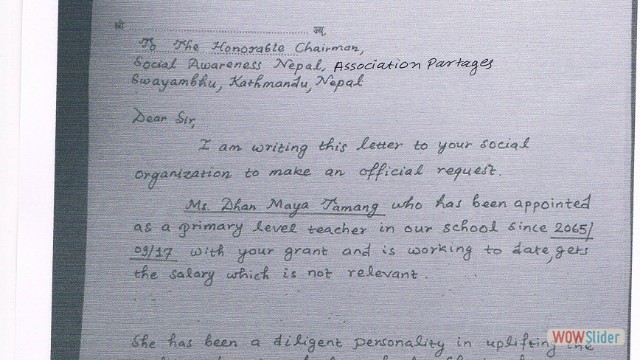 श्री ........................ ज्यू,
To The Honorable Chairman,
Social Awareness Nepal, Association Partages
Swayambhu, Kathmandu, Nepal
Dear Sir,
I am writing this letter to your social
organization to make an official request.
Ms. Dhan Maya Tamang who has been appointed
as a primary level teacher in our school since 2065/
09/17 with your grant and is working to date, gets
the salary which is not relevant.
She has been a diligent personality in uplifting the
WOWSlider